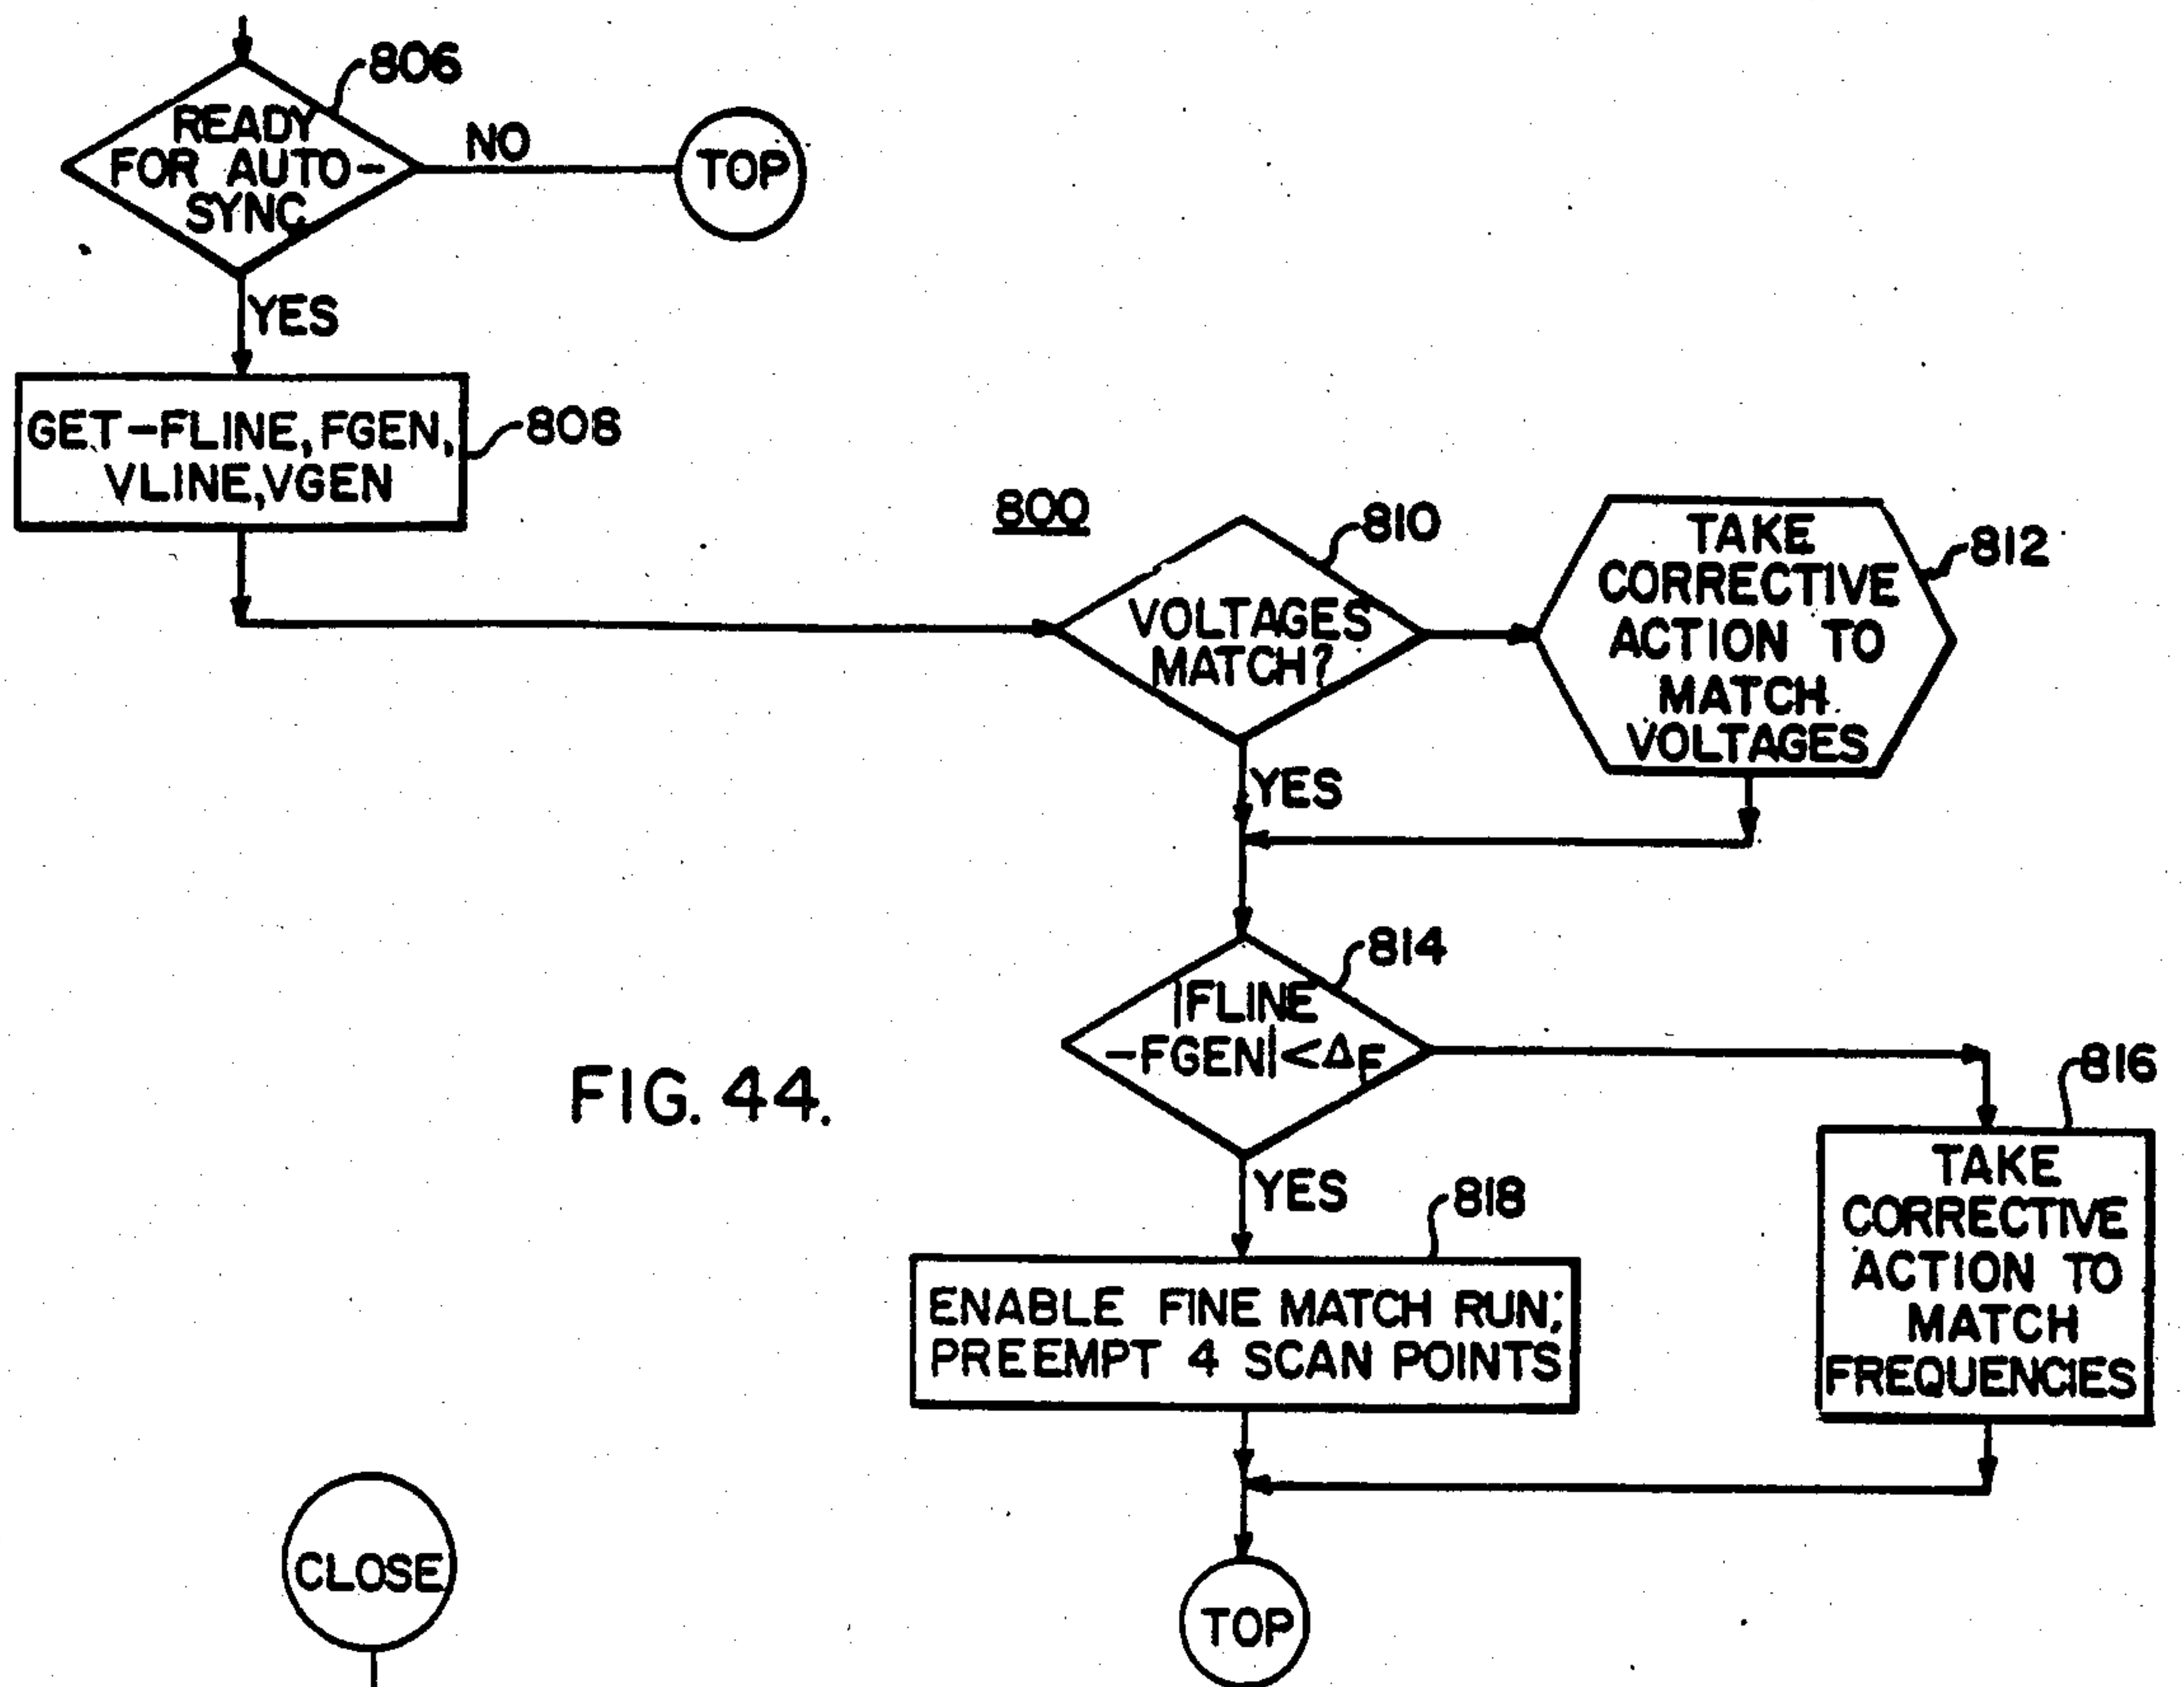 806
READY
FOR AUTO-
SYNC
NO
TOP
YES
GET-FLINE, FGEN,
VLINE, VGEN
808
800
810
VOLTAGES
MATCH?
812
TAKE
CORRECTIVE
ACTION TO
MATCH
VOLTAGES
YES
814
|FLINE
-FGEN|<ΔF
816
TAKE
CORRECTIVE
ACTION TO
MATCH
FREQUENCIES
YES
818
ENABLE FINE MATCH RUN;
PREEMPT 4 SCAN POINTS
TOP
FIG. 44.
CLOSE